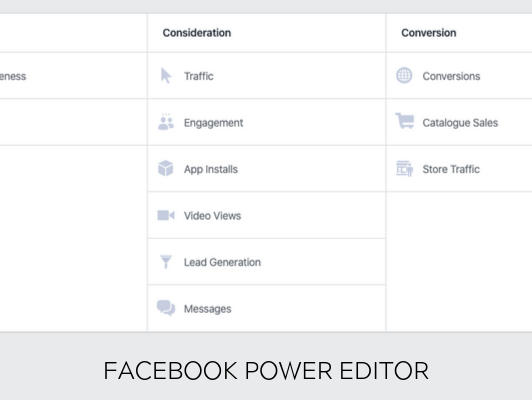 Consideration Conversion
eness Traffic Conversions
Engagement Catalogue Sales
App Installs Store Traffic
Video Views
Lead Generation
Messages
FACEBOOK POWER EDITOR